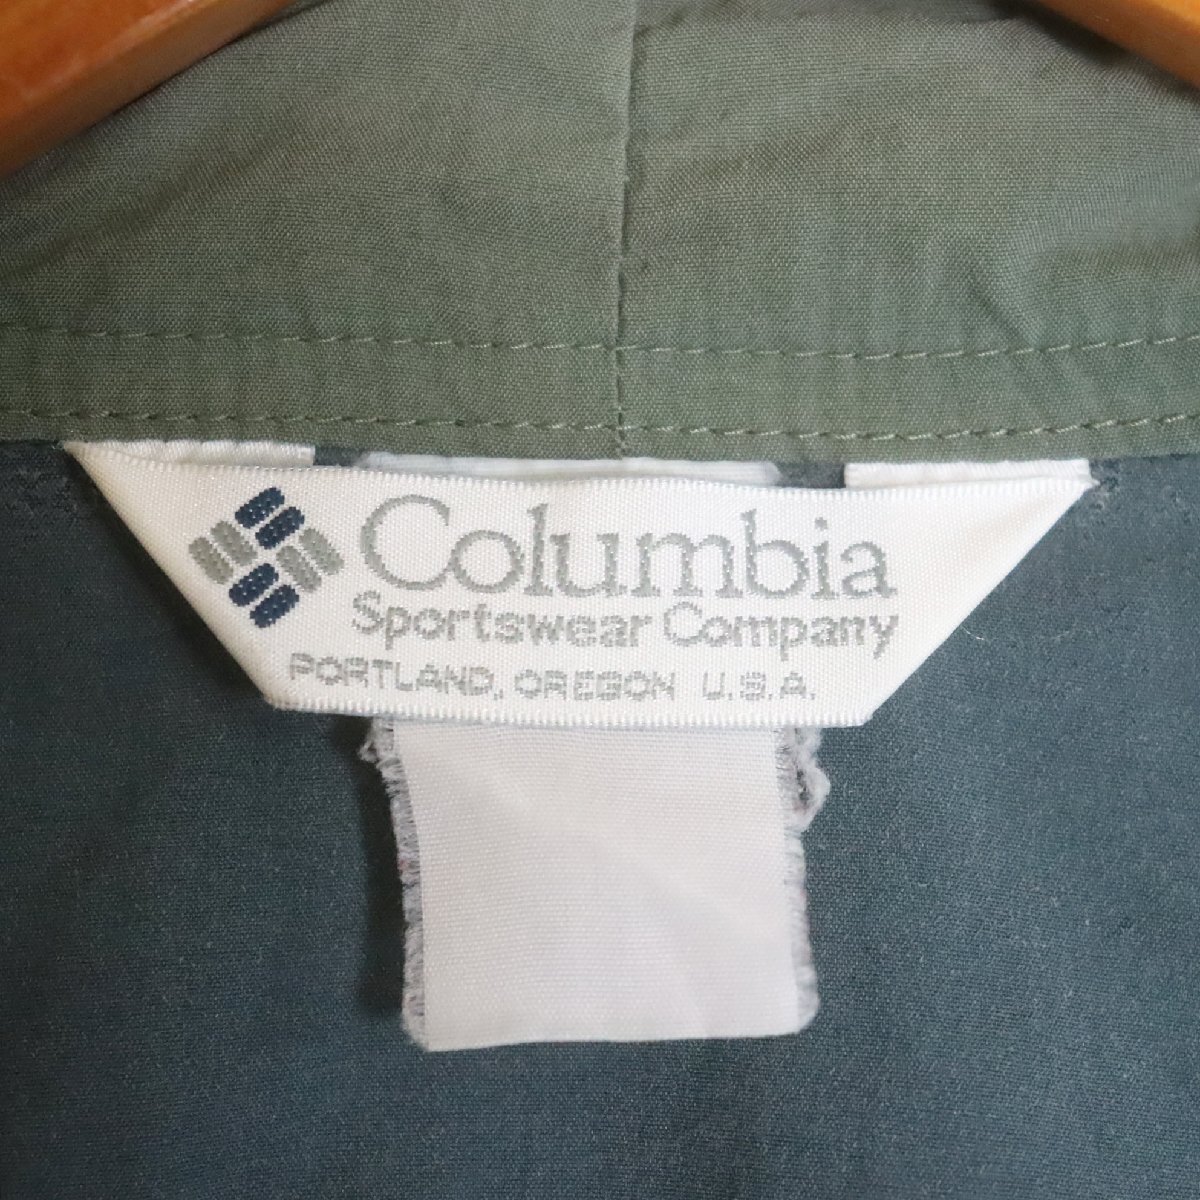 Columbia
Sportswear Company
PORTLAND, OREGON U.S.A.